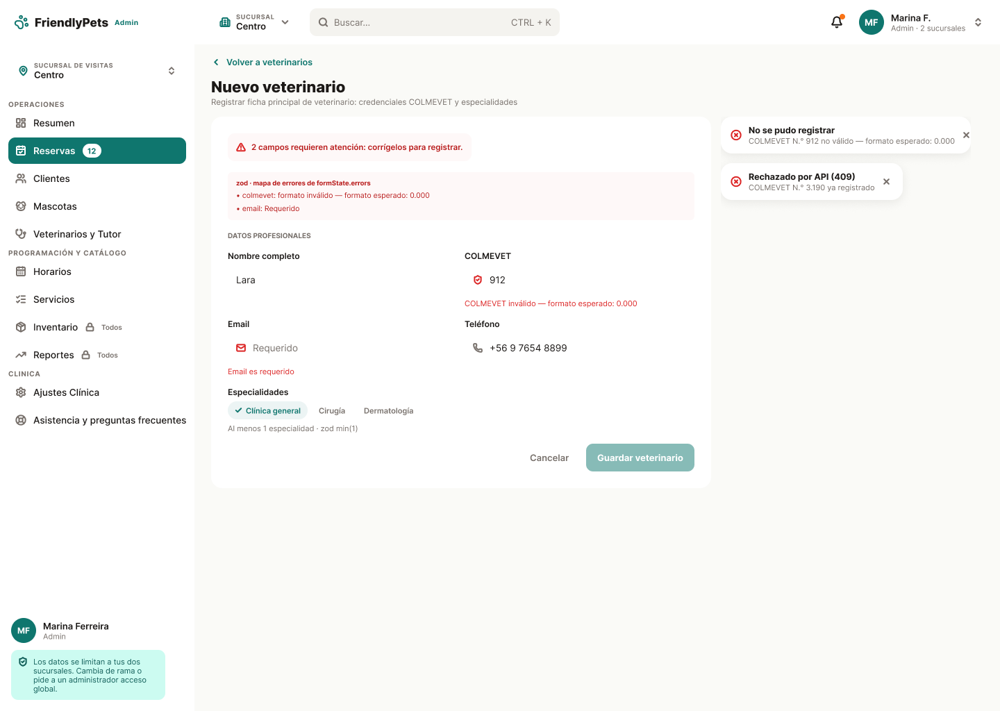 FriendlyPets Admin
SUCURSAL
Centro
Buscar...
CTRL + K
MF
Marina F.
Admin · 2 sucursales
SUCURSAL DE VISITAS
Centro
OPERACIONES
Resumen
Reservas 12
Clientes
Mascotas
Veterinarios y Tutor
PROGRAMACIÓN Y CATÁLOGO
Horarios
Servicios
Inventario Todos
Reportes Todos
CLINICA
Ajustes Clínica
Asistencia y preguntas frecuentes
MF
Marina Ferreira
Admin
Los datos se limitan a tus dos
sucursales. Cambia de rama o
pide a un administrador acceso
global.
Volver a veterinarios
Nuevo veterinario
Registrar ficha principal de veterinario: credenciales COLMEVET y especialidades
2 campos requieren atención: corrígelos para registrar.
zod · mapa de errores de formState.errors
• colmevet: formato inválido — formato esperado: 0.000
• email: Requerido
DATOS PROFESIONALES
Nombre completo
Lara
COLMEVET
912
COLMEVET inválido — formato esperado: 0.000
Email
Requerido
Email es requerido
Teléfono
+56 9 7654 8899
Especialidades
Clínica general Cirugía Dermatología
Al menos 1 especialidad · zod min(1)
Cancelar
Guardar veterinario
No se pudo registrar
COLMEVET N.° 912 no válido — formato esperado: 0.000
Rechazado por API (409)
COLMEVET N.° 3.190 ya registrado